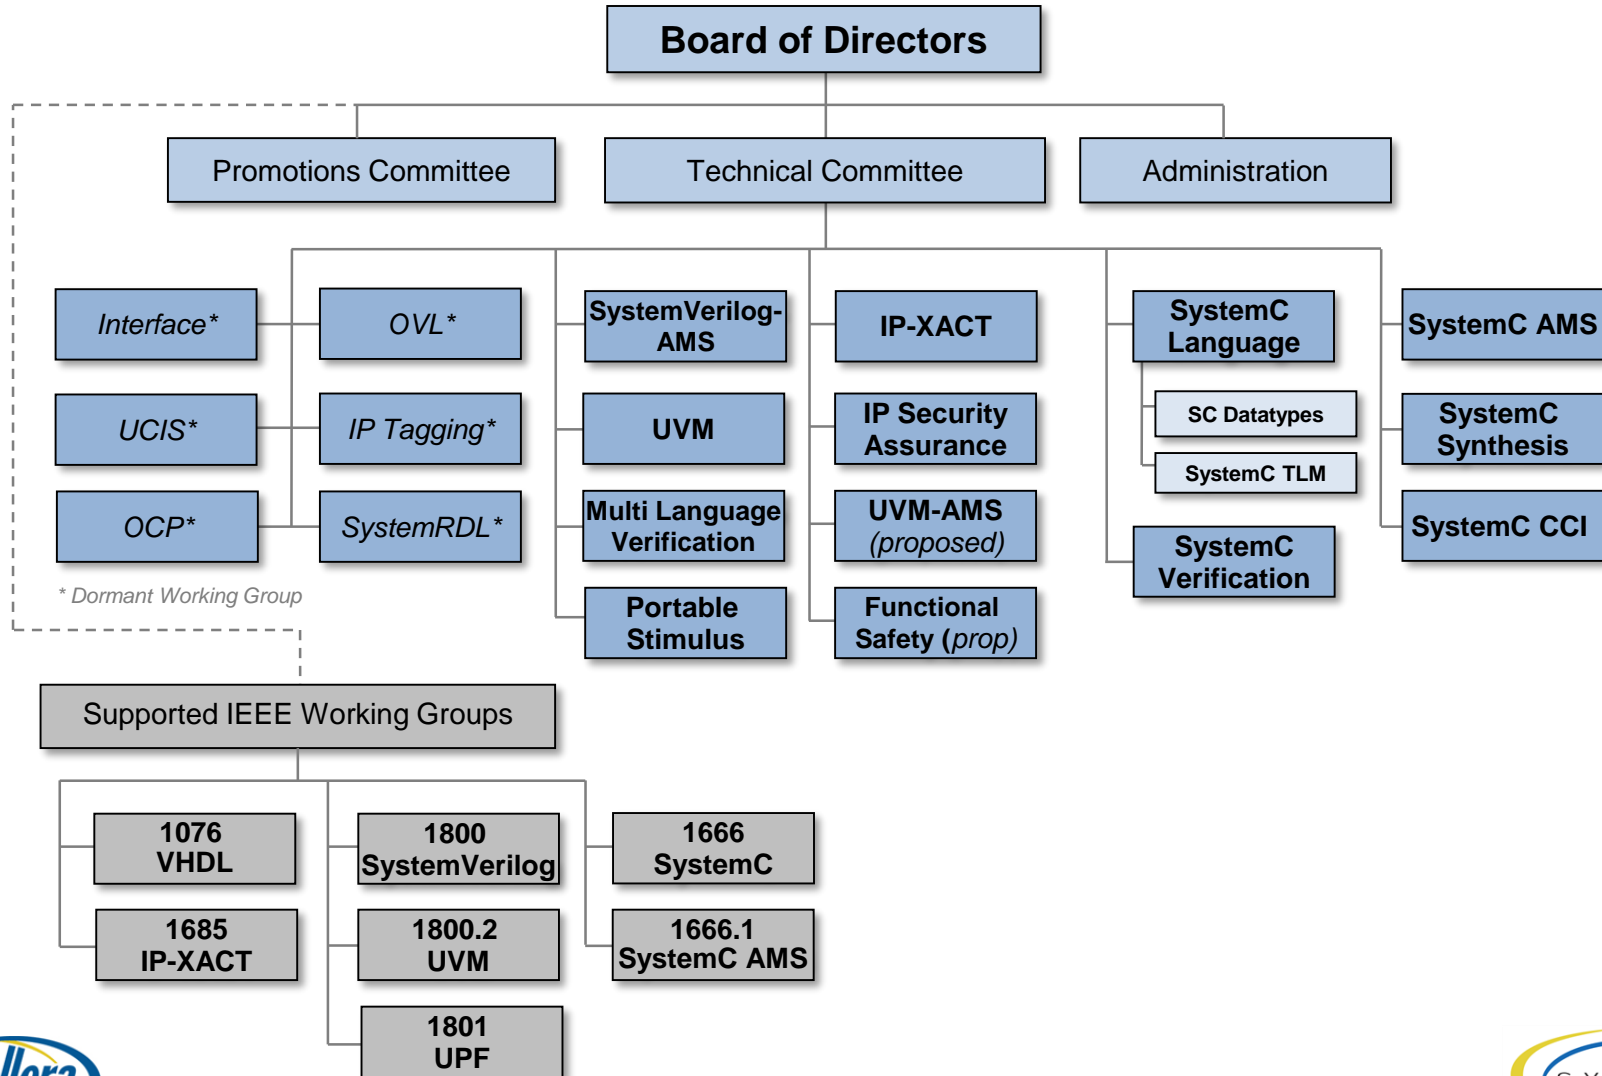 Board of Directors
Promotions Committee
Technical Committee
Administration
Interface*
OVL*
SystemVerilog-
AMS
IP-XACT
SystemC
Language
SystemC AMS
UCIS*
IP Tagging*
UVM
IP Security
Assurance
SC Datatypes
SystemC TLM
SystemC
Synthesis
OCP*
SystemRDL*
Multi Language
Verification
UVM-AMS
(proposed)
SystemC
Verification
SystemC CCI
* Dormant Working Group
Portable
Stimulus
Functional
Safety (prop)
Supported IEEE Working Groups
1076
VHDL
1800
SystemVerilog
1666
SystemC
1685
IP-XACT
1800.2
UVM
1666.1
SystemC AMS
1801
UPF